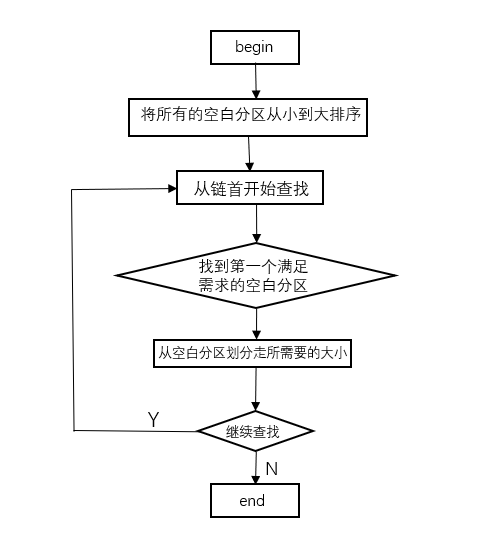 begin
将所有的空白分区从小到大排序
从链首开始查找
找到第一个满足
需求的空白分区
从空白分区划分走所需要的大小
Y
继续查找
N
end